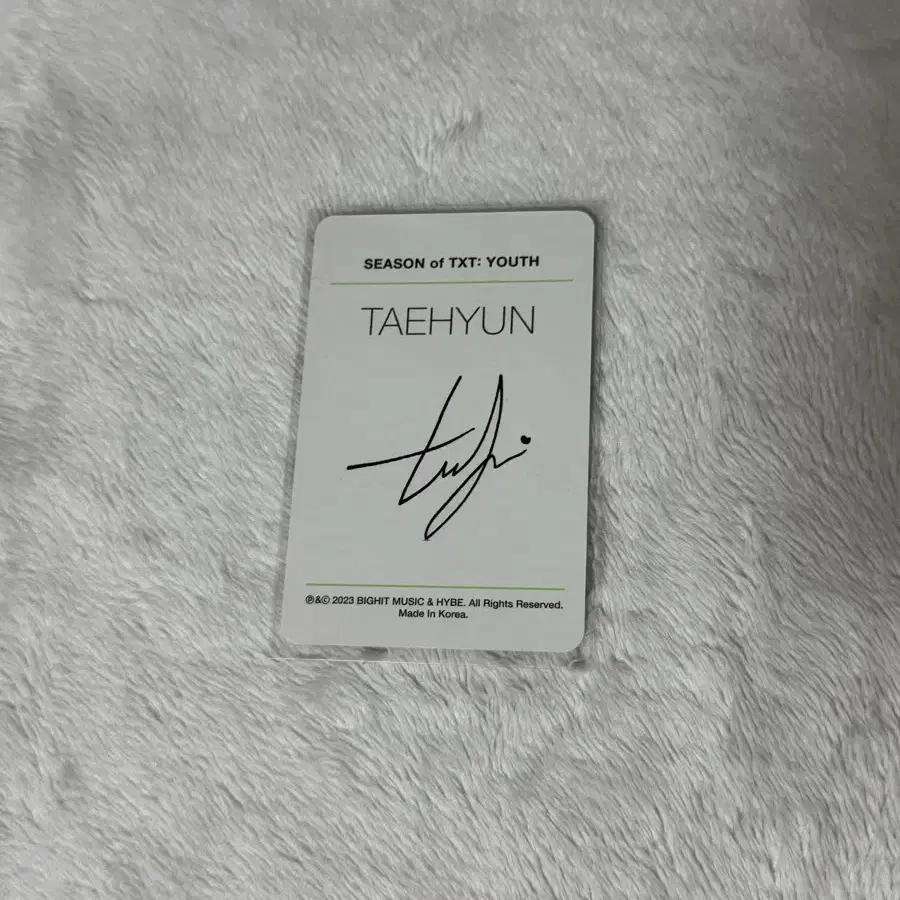 SEASON of TXT: YOUTH
TAEHYUN
℗&© 2023 BIGHIT MUSIC & HYBE. All Rights Reserved.
Made In Korea.